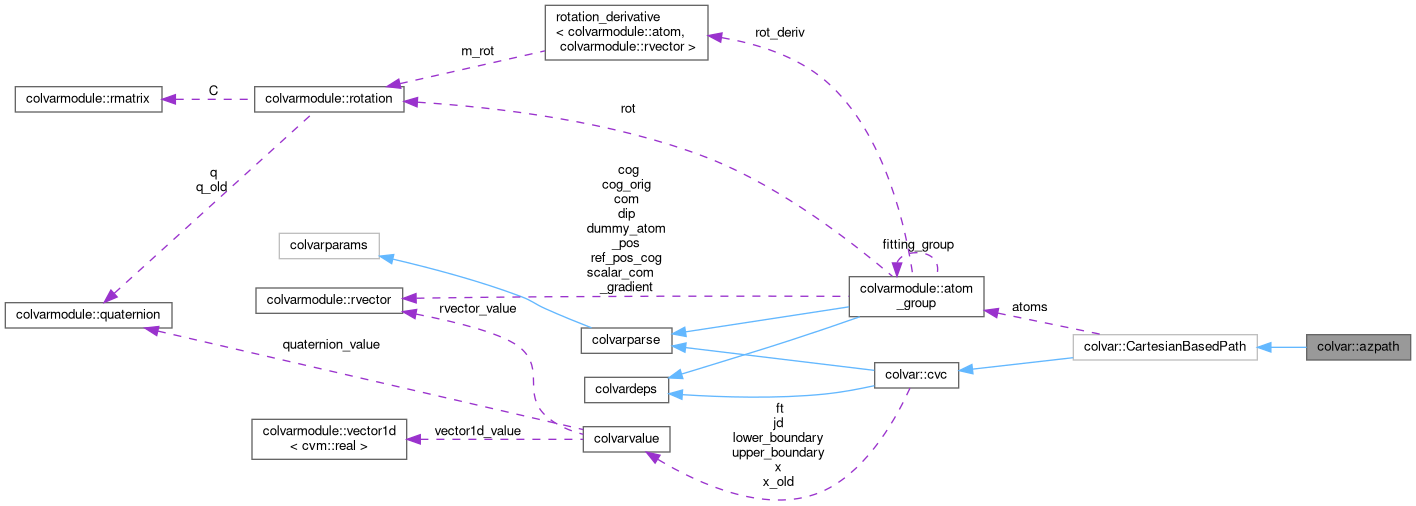 rotation_derivative
< colvarmodule::atom,
colvarmodule::rvector >
rot_deriv
m_rot
colvarmodule::rmatrix
C
colvarmodule::rotation
rot
q
q_old
cog
cog_orig
com
dip
dummy_atom
_pos
ref_pos_cog
scalar_com
_gradient
colvarparams
fitting_group
colvarmodule::rvector
colvarmodule::atom
_group
colvarmodule::quaternion
rvector_value
atoms
colvarparse
colvar::CartesianBasedPath
colvar::azpath
quaternion_value
colvardeps
colvar::cvc
ft
jd
lower_boundary
upper_boundary
x
x_old
colvarmodule::vector1d
< cvm::real >
vector1d_value
colvarvalue